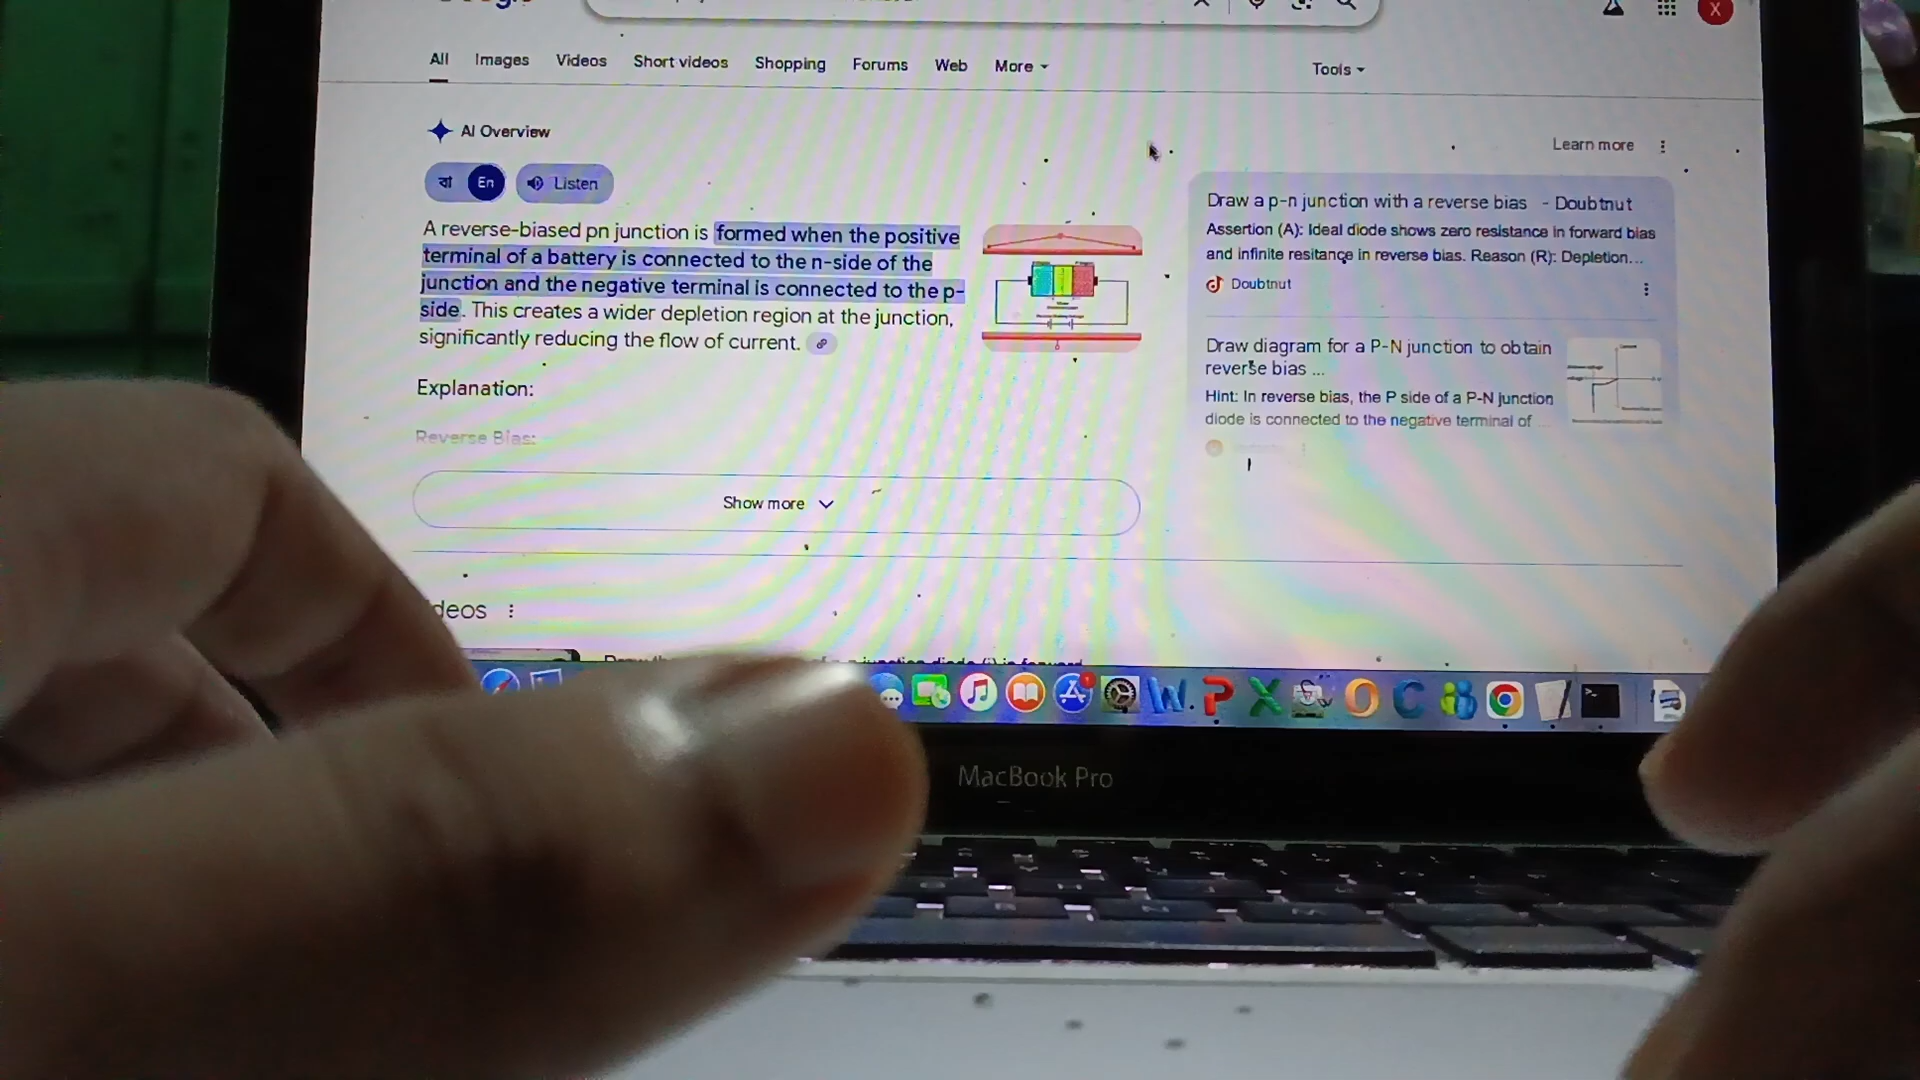 All Images Videos Short videos Shopping Forums Web More Tools
AI Overview
Learn more
বাং En Listen
A reverse-biased pn junction is formed when the positive
terminal of a battery is connected to the n-side of the
junction and the negative terminal is connected to the p-
side. This creates a wider depletion region at the junction,
significantly reducing the flow of current.
Explanation:
Reverse Bias:
Show more
Draw a p-n junction with a reverse bias - Doubtnut
Assertion (A): Ideal diode shows zero resistance in forward bias
and infinite resitance in reverse bias. Reason (R): Depletion...
Doubtnut
Draw diagram for a P-N junction to obtain
reverse bias ...
Hint: In reverse bias, the P side of a P-N junction
diode is connected to the negative terminal of
deos
junction diode (i) in forward
MacBook Pro